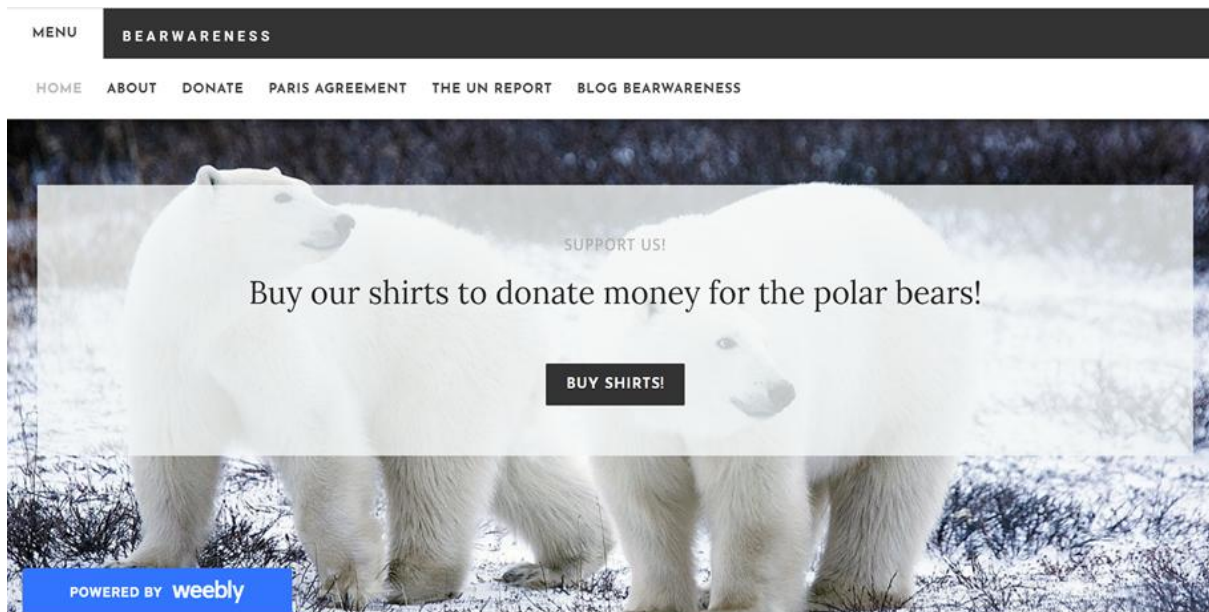 MENU
BEARWARENESS
HOME ABOUT DONATE PARIS AGREEMENT THE UN REPORT BLOG BEARWARENESS
SUPPORT US!
Buy our shirts to donate money for the polar bears!
BUY SHIRTS!
POWERED BY weebly